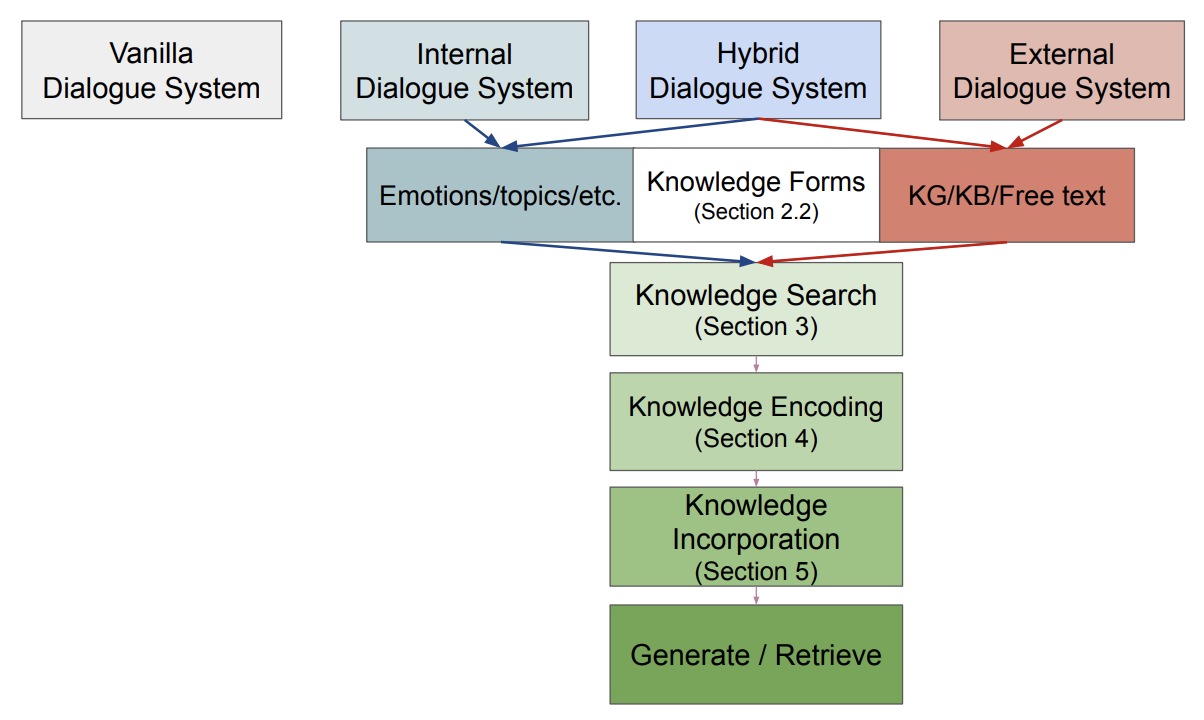 Vanilla
Dialogue System
Internal
Dialogue System
Hybrid
Dialogue System
External
Dialogue System
Emotions/topics/etc.
Knowledge Forms
(Section 2.2)
KG/KB/Free text
Knowledge Search
(Section 3)
Knowledge Encoding
(Section 4)
Knowledge
Incorporation
(Section 5)
Generate / Retrieve